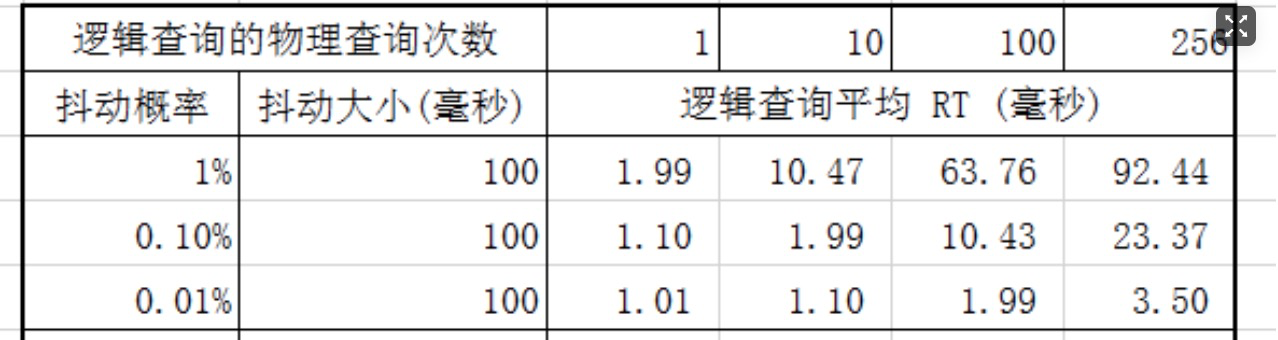 逻辑查询的物理查询次数 1 10 100 256
抖动概率 抖动大小(毫秒) 逻辑查询平均 RT (毫秒)
1% 100 1.99 10.47 63.76 92.44
0.10% 100 1.10 1.99 10.43 23.37
0.01% 100 1.01 1.10 1.99 3.50